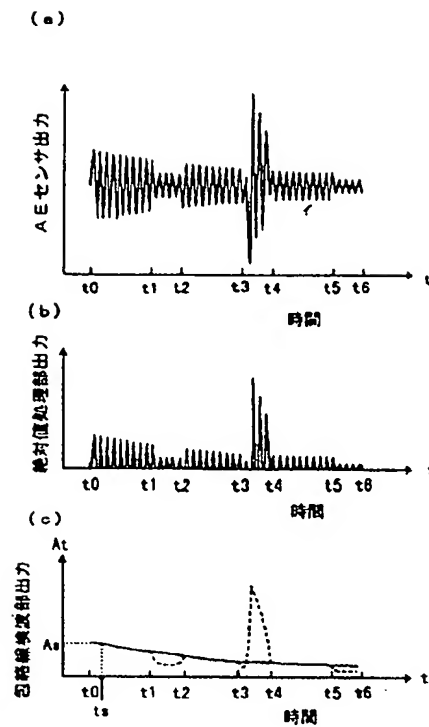 (a)
AEセンサ出力
t0 t1 t2 t3 t4 t5 t6
t
時間
(b)
絶対値処理部出力
t0 t1 t2 t3 t4 t5 t6
t
時間
(c)
At
包絡線検波部出力
As
t0 t1 t2 t3 t4 t5 t6
t
ts
時間